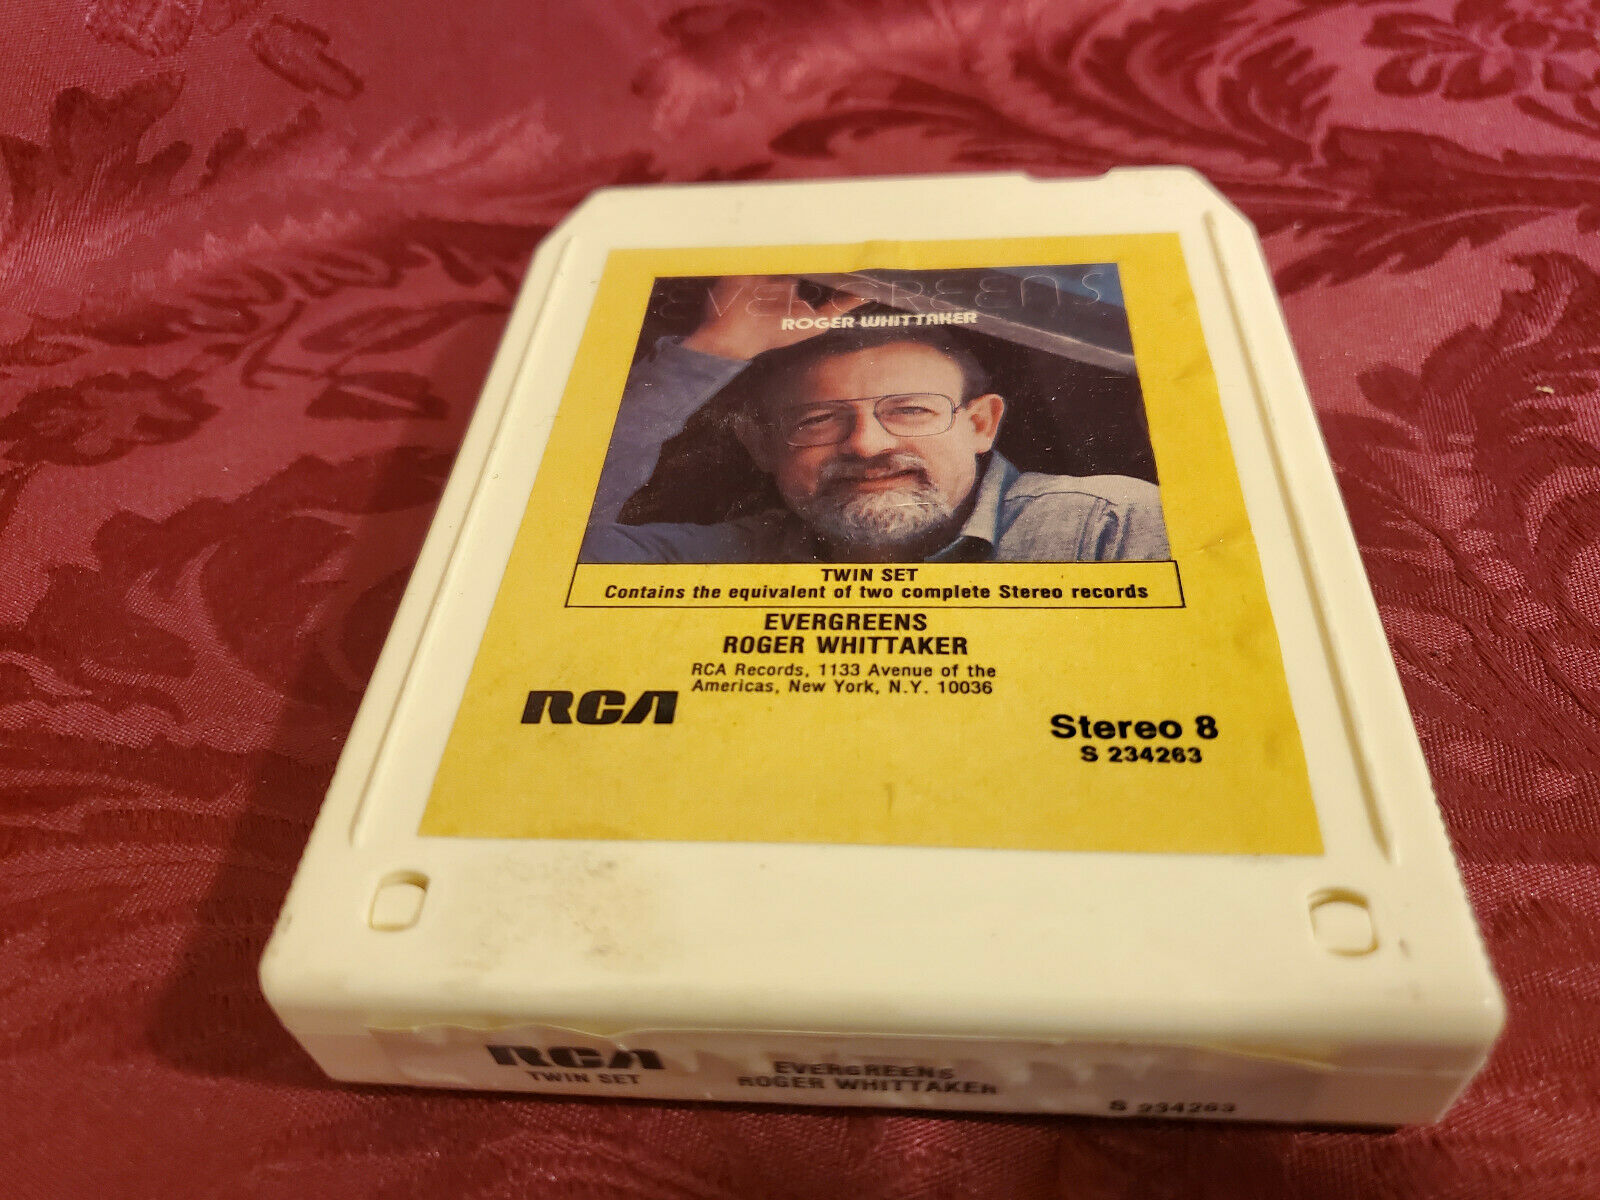 EVERGREENS
ROGER WHITTAKER
TWIN SET
Contains the equivalent of two complete Stereo records
EVERGREENS
ROGER WHITTAKER
RCA Records, 1133 Avenue of the
Americas, New York, N.Y. 10036
RCA
Stereo 8
S 234263
RCA
TWIN SET
EVERGREENS
ROGER WHITTAKER
S 234263